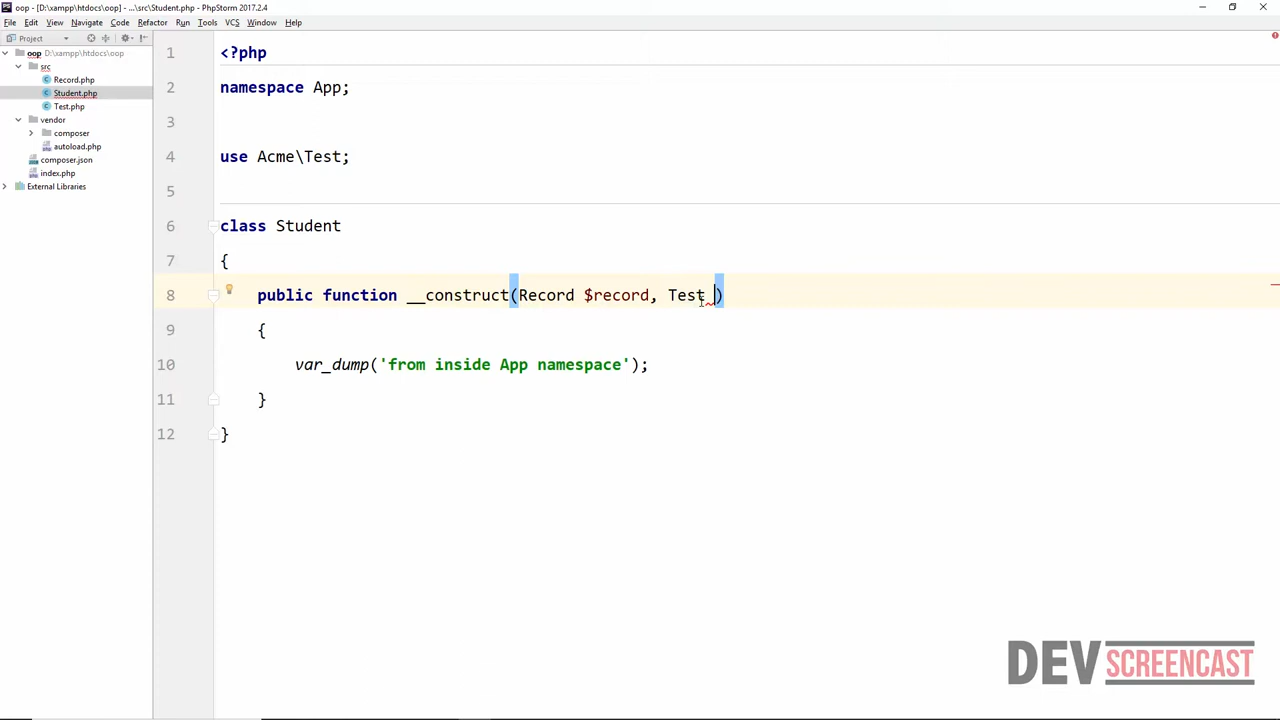 oop - [D:\xampp\htdocs\oop] - ...\src\Student.php - PhpStorm 2017.2.4
File Edit View Navigate Code Refactor Run Tools VCS Window Help
Project
oop D:\xampp\htdocs\oop
src
Record.php
Student.php
Test.php
vendor
composer
autoload.php
composer.json
index.php
External Libraries
1 <?php
2 namespace App;
3
4 use Acme\Test;
5
6 class Student
7 {
8 public function __construct(Record $record, Test )
9 {
10 var_dump('from inside App namespace');
11 }
12 }
DEVSCREENCAST